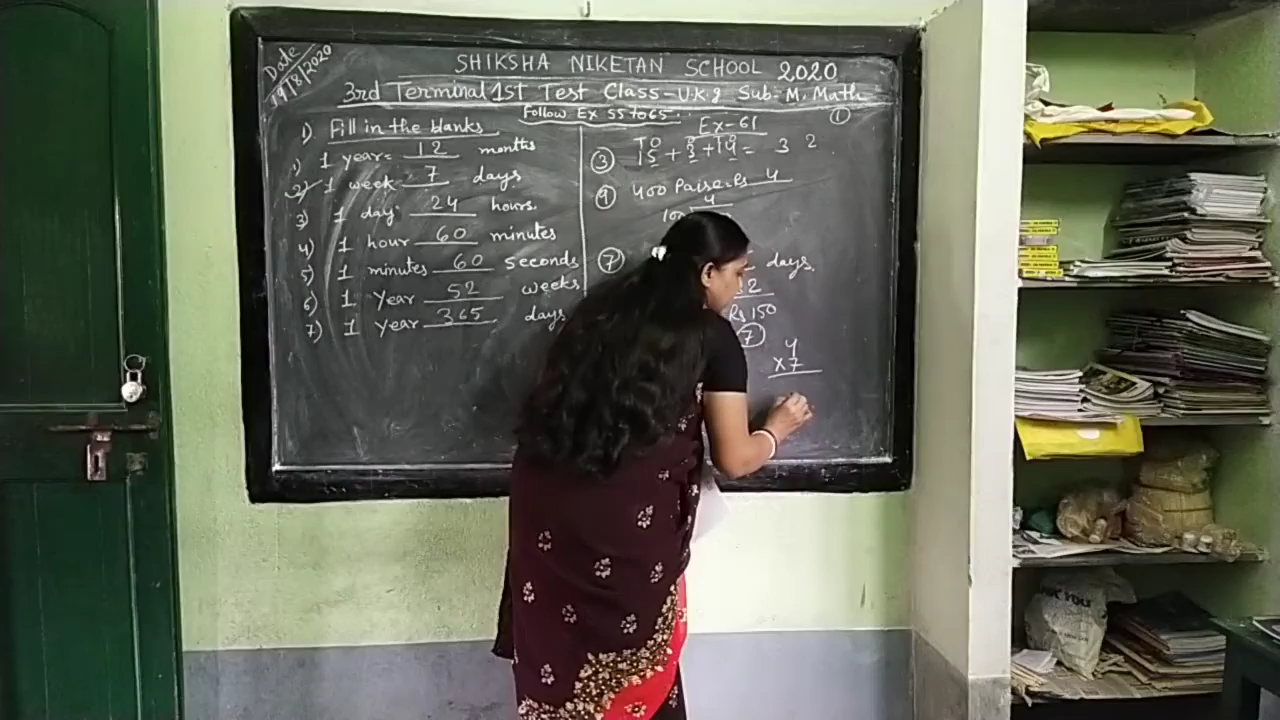 Date
19/8/2020
SHIKSHA NIKETAN SCHOOL 2020
3rd Terminal 1st Test Class - U.K.g Sub - M. Math
Follow Ex 55 to 65
1) Fill in the blanks
1) 1 year = 12 months
2) 1 week 7 days
3) 1 day 24 hours.
4) 1 hour 60 minutes
5) 1 minutes 60 seconds
6) 1 Year 52 weeks
7) 1 year 365 days
Ex-61
1
T O
3 15 + 3 + 14 = 3 2
9 400 Paise = Rs 4
4
7 days.
Rs 150
7
4
x7